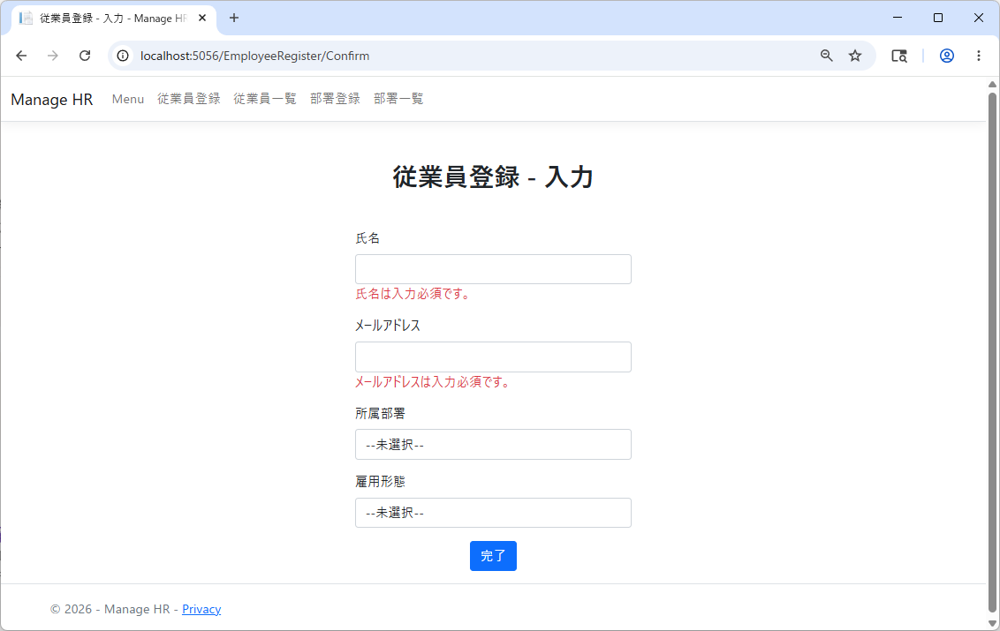 従業員登録 - 入力 - Manage HR
localhost:5056/EmployeeRegister/Confirm
Manage HR Menu 従業員登録 従業員一覧 部署登録 部署一覧
従業員登録 - 入力
氏名
氏名は入力必須です。
メールアドレス
メールアドレスは入力必須です。
所属部署
--未選択--
雇用形態
--未選択--
完了
© 2026 - Manage HR - Privacy